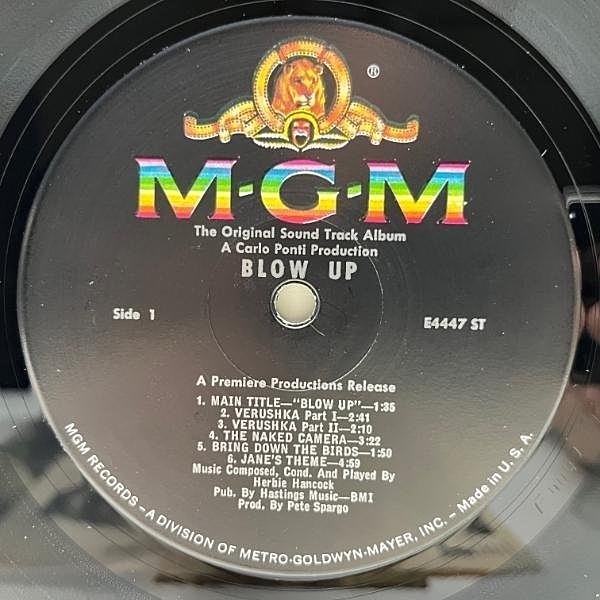 ®
M-G-M
The Original Sound Track Album
A Carlo Ponti Production
BLOW UP
Side 1
E4447 ST
A Premiere Productions Release
1. MAIN TITLE—"BLOW UP"—1:35
2. VERUSHKA Part I—2:41
3. VERUSHKA Part II—2:10
4. THE NAKED CAMERA—3:22
5. BRING DOWN THE BIRDS—1:50
6. JANE'S THEME—4:59
Music Composed, Cond. And Played By
Herbie Hancock
Pub. By Hastings Music—BMI
Prod. By Pete Spargo
MGM RECORDS – A DIVISION OF METRO-GOLDWYN-MAYER, INC. – Made in U. S. A.